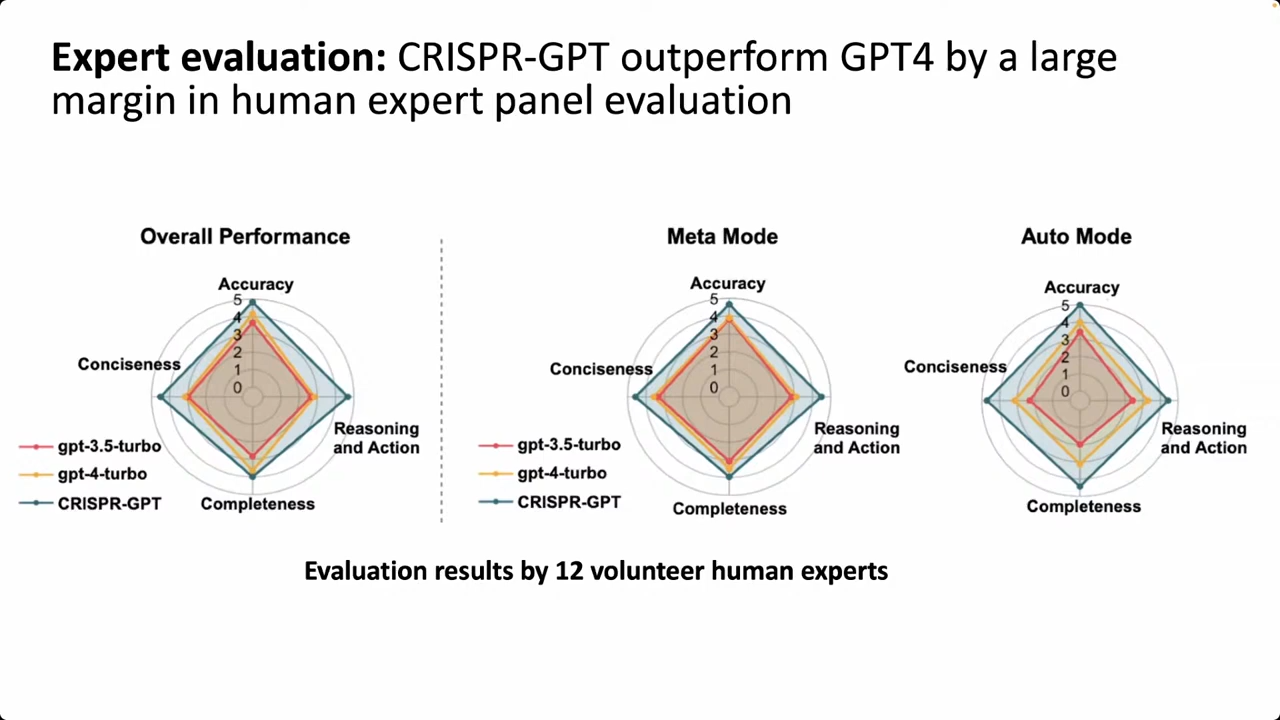 Expert evaluation: CRISPR-GPT outperform GPT4 by a large
margin in human expert panel evaluation
Overall Performance
Accuracy
5
4
3
2
1
0
Conciseness
Reasoning
and Action
Completeness
gpt-3.5-turbo
gpt-4-turbo
CRISPR-GPT
Meta Mode
Accuracy
5
4
3
2
1
0
Conciseness
Reasoning
and Action
Completeness
gpt-3.5-turbo
gpt-4-turbo
CRISPR-GPT
Auto Mode
Accuracy
5
4
3
2
1
0
Conciseness
Reasoning
and Action
Completeness
Evaluation results by 12 volunteer human experts